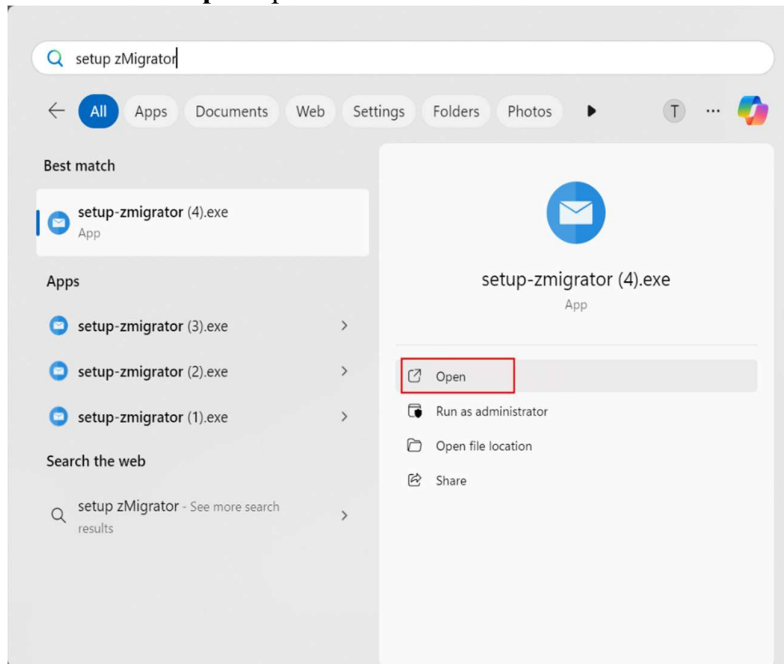 setup zMigrator
All Apps Documents Web Settings Folders Photos T ...
Best match
setup-zmigrator (4).exe
App
Apps
setup-zmigrator (3).exe
setup-zmigrator (2).exe
setup-zmigrator (1).exe
Search the web
setup zMigrator - See more search
results
setup-zmigrator (4).exe
App
Open
Run as administrator
Open file location
Share